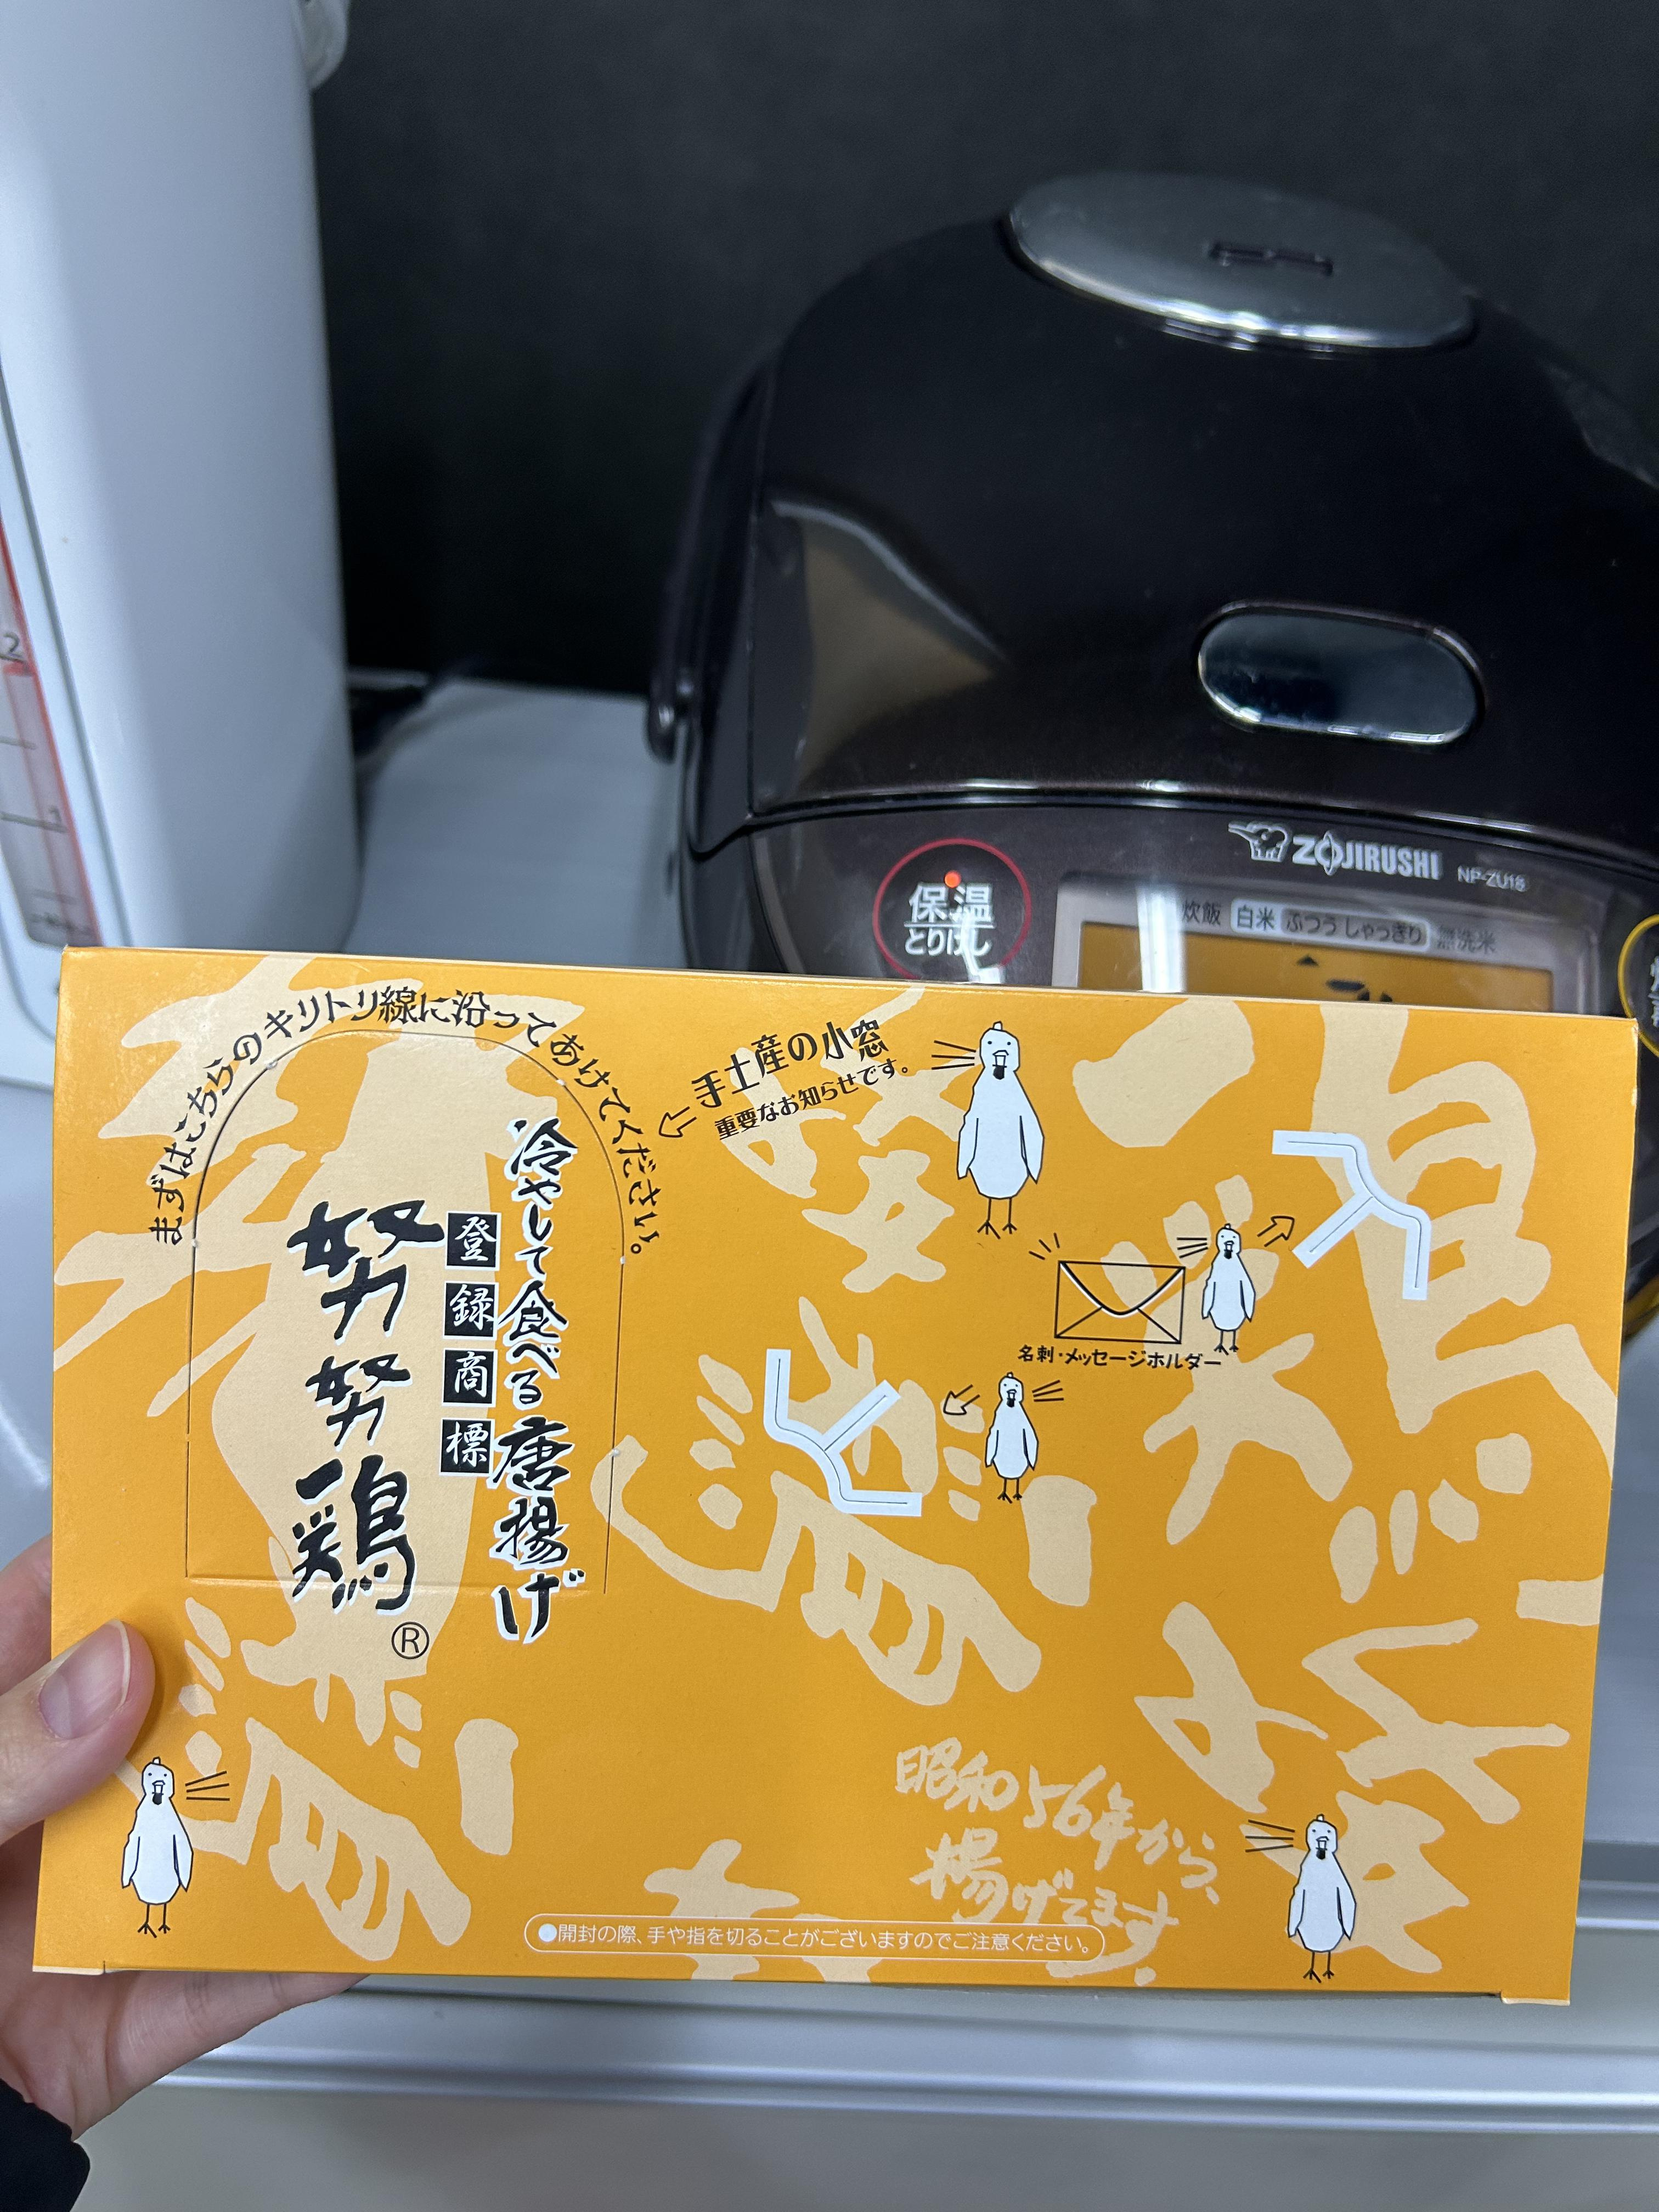 2
1
ZOJIRUSHI NP-ZU18
保温
とりけし
炊飯 白米 ふつう しゃっきり 無洗米
まずはこちらのキリトリ線に沿ってあけてください。
手土産の小窓
重要なお知らせです。
冷やして食べる唐揚げ
登録商標
努努鶏
®
名刺・メッセージホルダー
昭和56年から、
揚げてます
●開封の際、手や指を切ることがございますのでご注意ください。